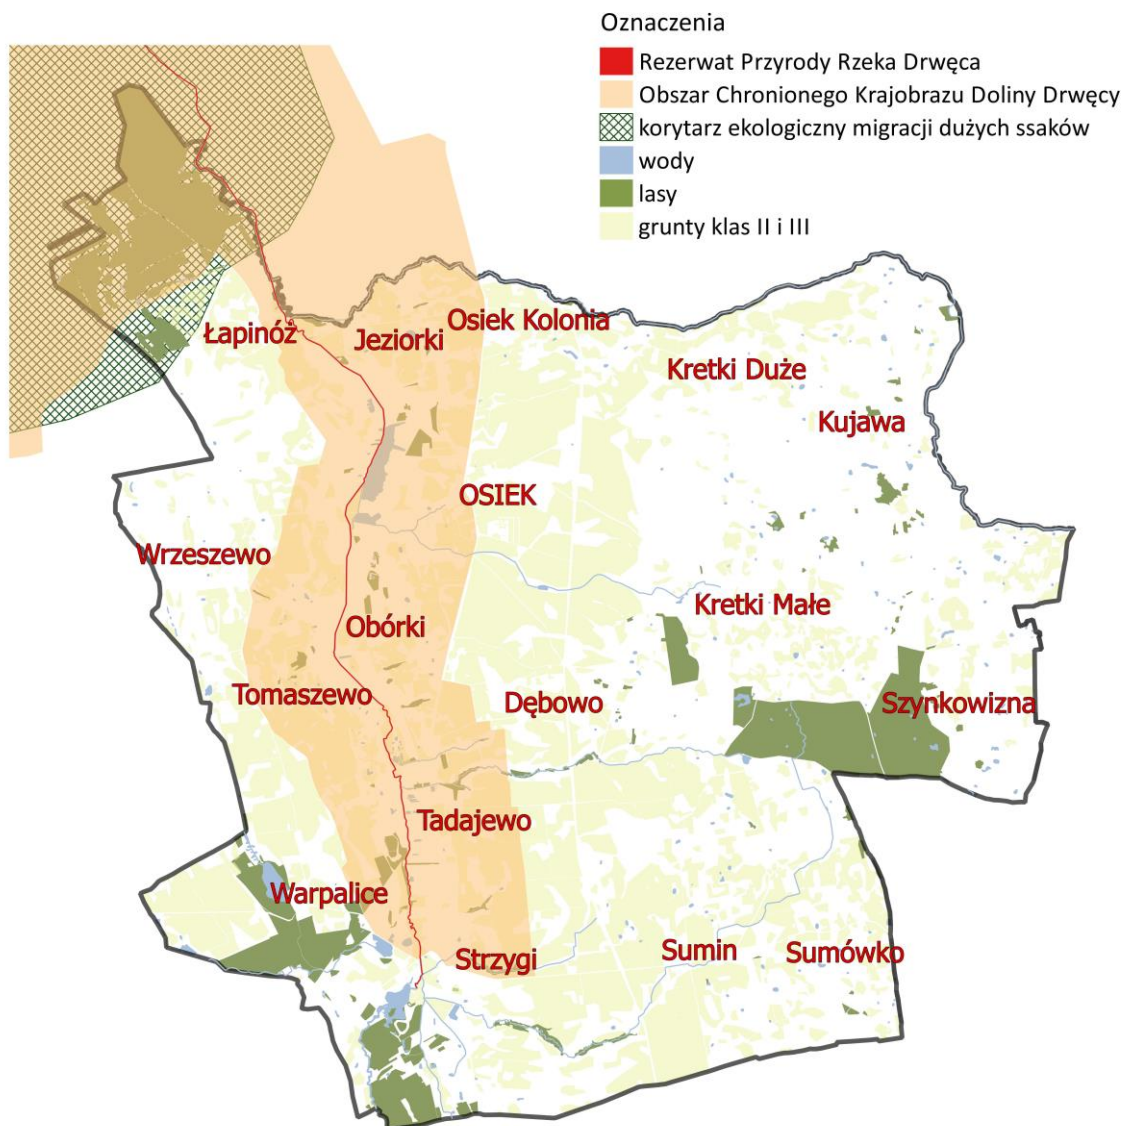 Oznaczenia
Rezerwat Przyrody Rzeka Drwęca
Obszar Chronionego Krajobrazu Doliny Drwęcy
korytarz ekologiczny migracji dużych ssaków
wody
lasy
grunty klas II i III
Łapinóż
Jeziorki
Osiek Kolonia
Kretki Duże
Kujawa
OSIEK
Wrzeszewo
Kretki Małe
Obórki
Tomaszewo
Dębowo
Szynkowizna
Tadajewo
Warpalice
Strzygi
Sumin
Sumówko